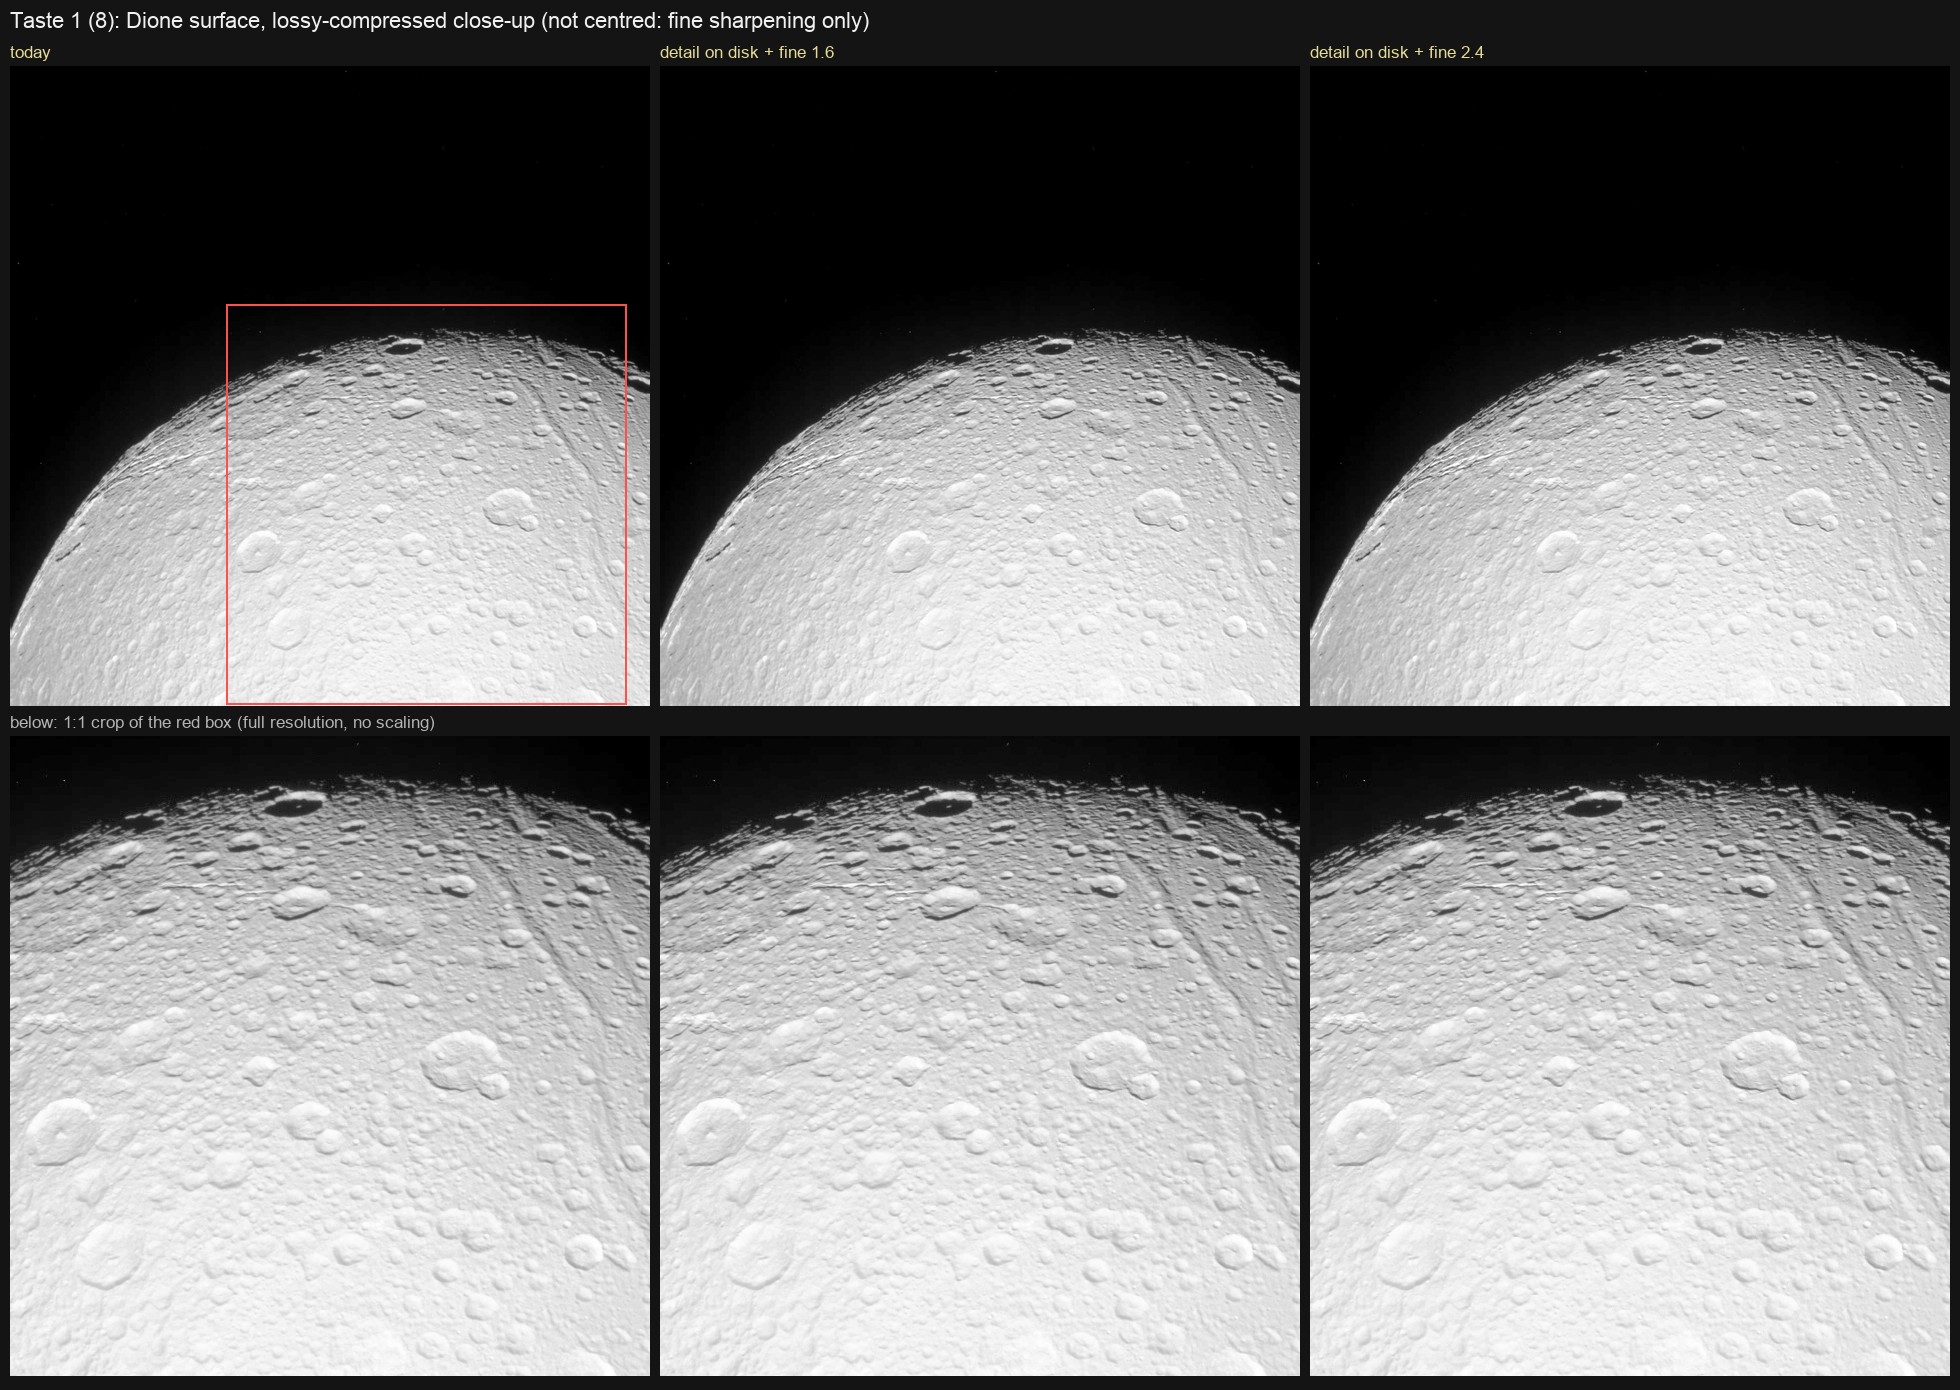 Taste 1 (8): Dione surface, lossy-compressed close-up (not centred: fine sharpening only)
today
detail on disk + fine 1.6
detail on disk + fine 2.4
below: 1:1 crop of the red box (full resolution, no scaling)